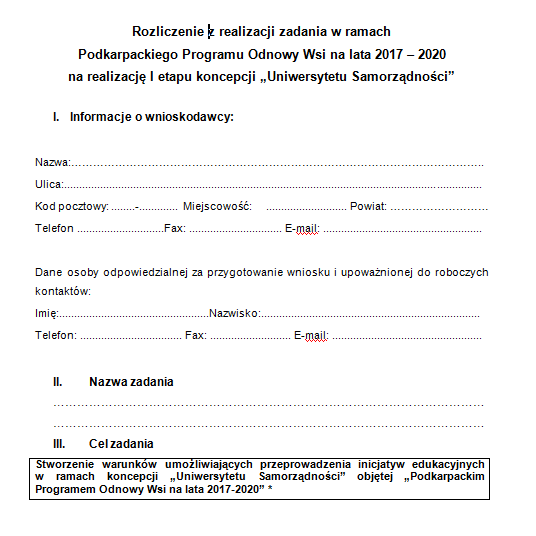 Rozliczenie z realizacji zadania w ramach
Podkarpackiego Programu Odnowy Wsi na lata 2017 – 2020
na realizację I etapu koncepcji „Uniwersytetu Samorządności”
I. Informacje o wnioskodawcy:
Nazwa:……………………………………………………………………………………………………
Ulica:.......................................................................................................................................
Kod pocztowy: ........-............. Miejscowość: ........................... Powiat: ………………………
Telefon .............................Fax: ............................... E-mail: .....................................................
Dane osoby odpowiedzialnej za przygotowanie wniosku i upoważnionej do roboczych
kontaktów:
Imię:..................................................Nazwisko:.........................................................................
Telefon: .................................. Fax: ........................... E-mail: ..................................................
II. Nazwa zadania
…………………………………………………………………………………………………………
…………………………………………………………………………………………………………
III. Cel zadania
Stworzenie warunków umożliwiających przeprowadzenia inicjatyw edukacyjnych
w ramach koncepcji „Uniwersytetu Samorządności” objętej „Podkarpackim
Programem Odnowy Wsi na lata 2017-2020” *